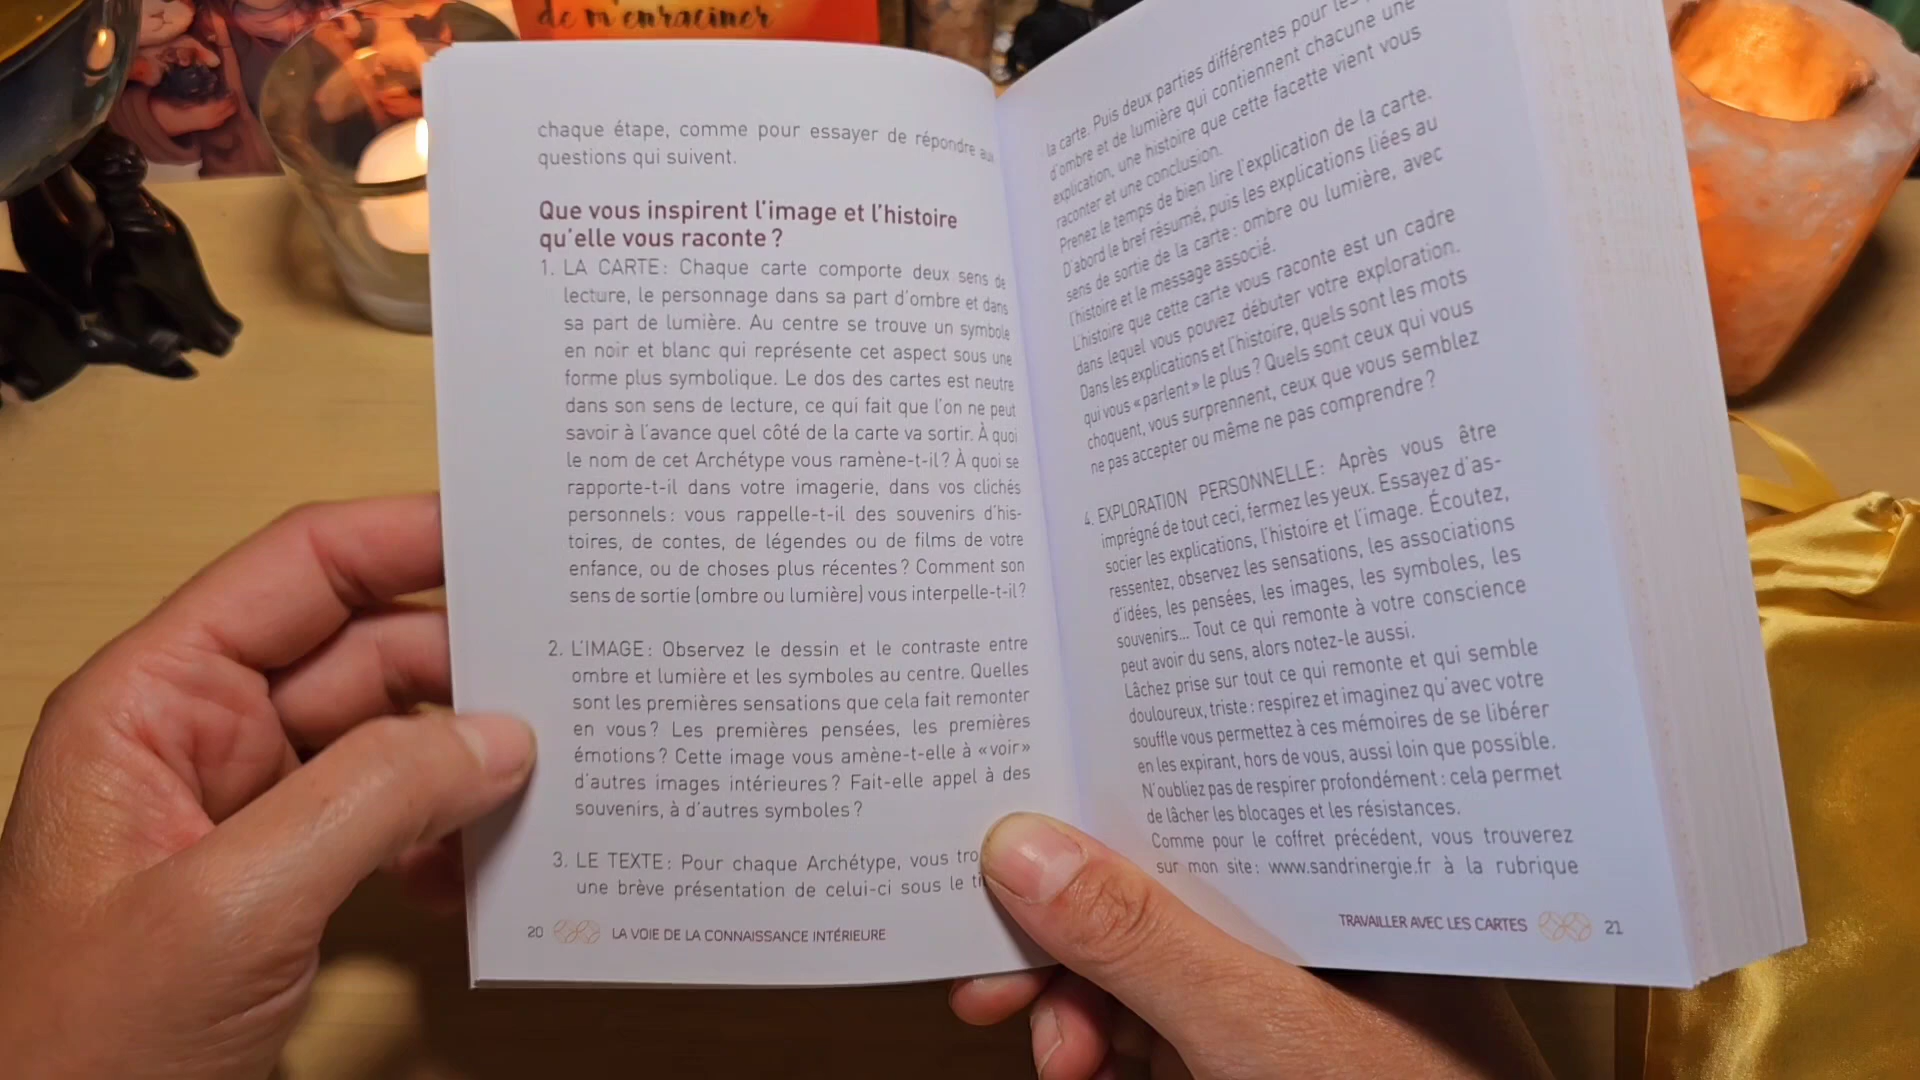 de m'enraciner
chaque étape, comme pour essayer de répondre
questions qui suivent.
Que vous inspirent l'image et l'histoire
qu'elle vous raconte ?
1. LA CARTE : Chaque carte comporte deux sens de
lecture, le personnage dans sa part d'ombre et dans
sa part de lumière. Au centre se trouve un symbole
en noir et blanc qui représente cet aspect sous une
forme plus symbolique. Le dos des cartes est neutre
dans son sens de lecture, ce qui fait que l'on ne peut
savoir à l'avance quel côté de la carte va sortir. À quoi
le nom de cet Archétype vous ramène-t-il ? À quoi se
rapporte-t-il dans votre imagerie, dans vos clichés
personnels : vous rappelle-t-il des souvenirs d'his-
toires, de contes, de légendes ou de films de votre
enfance, ou de choses plus récentes ? Comment son
sens de sortie (ombre ou lumière) vous interpelle-t-il ?
2. L'IMAGE : Observez le dessin et le contraste entre
ombre et lumière et les symboles au centre. Quelles
sont les premières sensations que cela fait remonter
en vous ? Les premières pensées, les premières
émotions ? Cette image vous amène-t-elle à « voir »
d'autres images intérieures ? Fait-elle appel à des
souvenirs, à d'autres symboles ?
3. LE TEXTE : Pour chaque Archétype, vous
une brève présentation de celui-ci sous le
20 LA VOIE DE LA CONNAISSANCE INTÉRIEURE
la carte. Puis deux parties différentes pour
d'ombre et de lumière qui contiennent chacune une
explication, une histoire que cette facette vient vous
raconter et une conclusion.
Prenez le temps de bien lire l'explication de la carte.
D'abord le bref résumé, puis les explications liées au
sens de sortie de la carte : ombre ou lumière, avec
l'histoire et le message associé.
L'histoire que cette carte vous raconte est un cadre
dans lequel vous pouvez débuter votre exploration.
Dans les explications et l'histoire, quels sont les mots
qui vous « parlent » le plus ? Quels sont ceux qui vous
choquent, vous surprennent, ceux que vous semblez
ne pas accepter ou même ne pas comprendre ?
4. EXPLORATION PERSONNELLE : Après vous être
imprégné de tout ceci, fermez les yeux. Essayez d'as-
socier les explications, l'histoire et l'image. Écoutez,
ressentez, observez les sensations, les associations
d'idées, les pensées, les images, les symboles, les
souvenirs... Tout ce qui remonte à votre conscience
peut avoir du sens, alors notez-le aussi.
Lâchez prise sur tout ce qui remonte et qui semble
douloureux, triste : respirez et imaginez qu'avec votre
souffle vous permettez à ces mémoires de se libérer
en les expirant, hors de vous, aussi loin que possible.
N'oubliez pas de respirer profondément : cela permet
de lâcher les blocages et les résistances.
Comme pour le coffret précédent, vous trouverez
sur mon site : www.sandrinergie.fr à la rubrique
TRAVAILLER AVEC LES CARTES 21